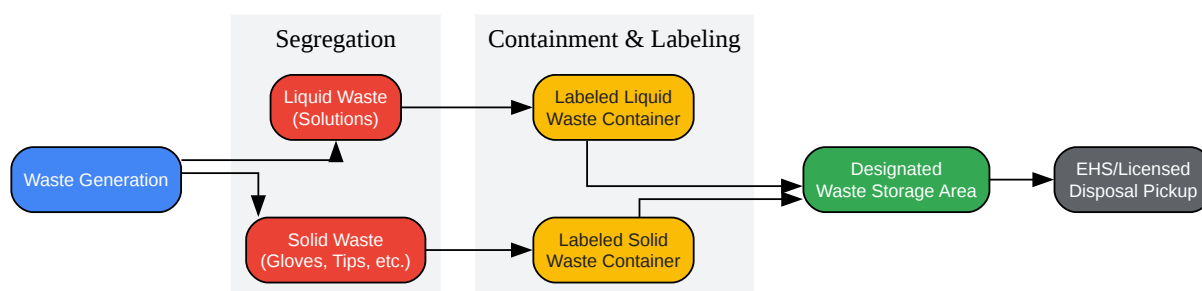 Segregation
Containment & Labeling
Liquid Waste
(Solutions)
Labeled Liquid
Waste Container
Waste Generation
Designated
Waste Storage Area
EHS/Licensed
Disposal Pickup
Solid Waste
(Gloves, Tips, etc.)
Labeled Solid
Waste Container